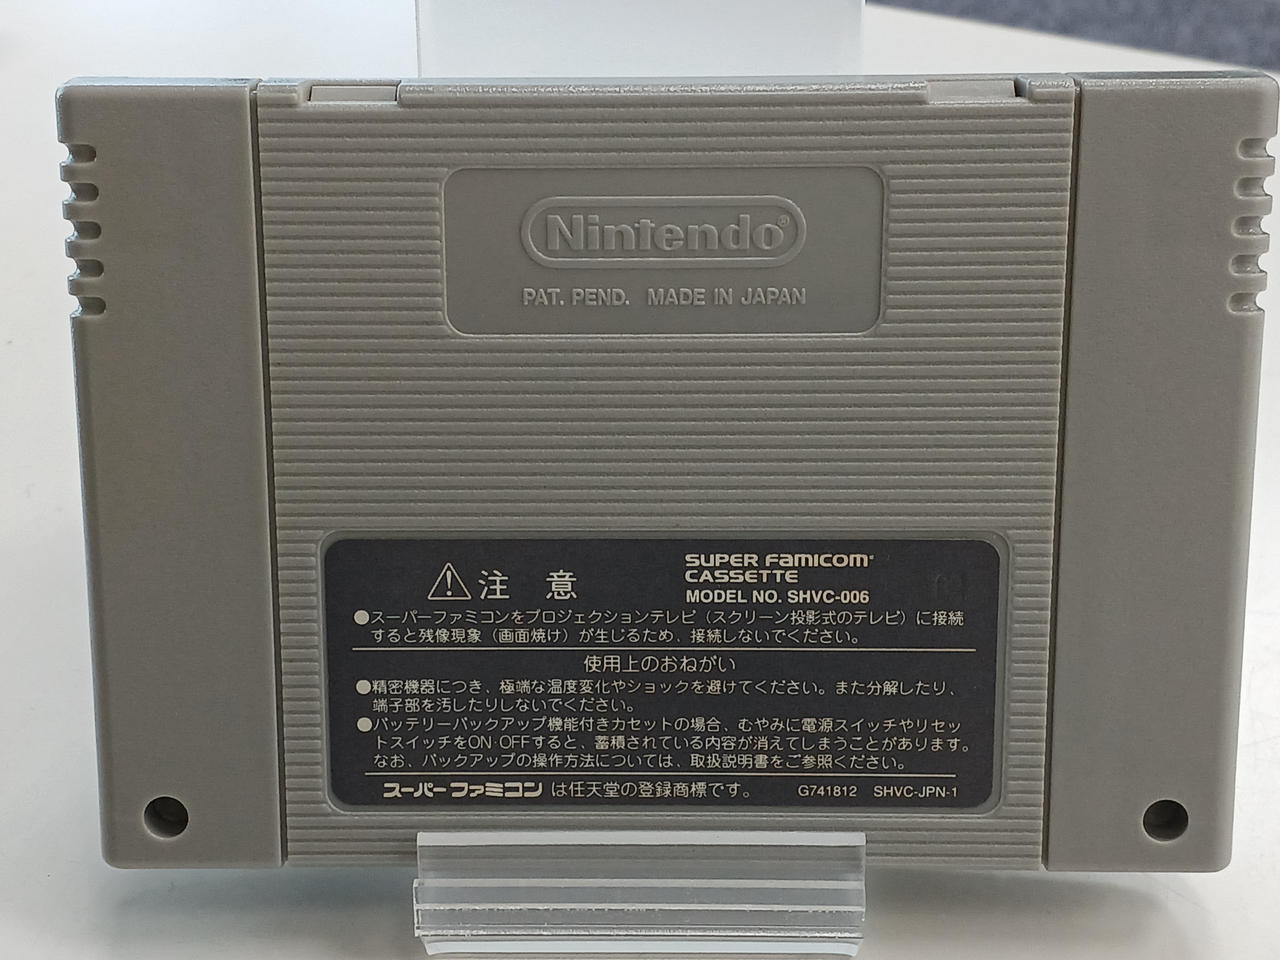 Nintendo®
PAT. PEND. MADE IN JAPAN
⚠注 意
SUPER FAMICOM
CASSETTE
MODEL NO. SHVC-006
●スーパーファミコンをプロジェクションテレビ（スクリーン投影式のテレビ）に接続
すると残像現象（画面焼け）が生じるため、接続しないでください。
使用上のおねがい
●精密機器につき、極端な温度変化やショックを避けてください。また分解したり、
端子部を汚したりしないでください。
●バッテリーバックアップ機能付きカセットの場合、むやみに電源スイッチやリセッ
トスイッチをON・OFFすると、蓄積されている内容が消えてしまうことがあります。
なお、バックアップの操作方法については、取扱説明書をご参照ください。
スーパーファミコン は任天堂の登録商標です。 G741812 SHVC-JPN-1